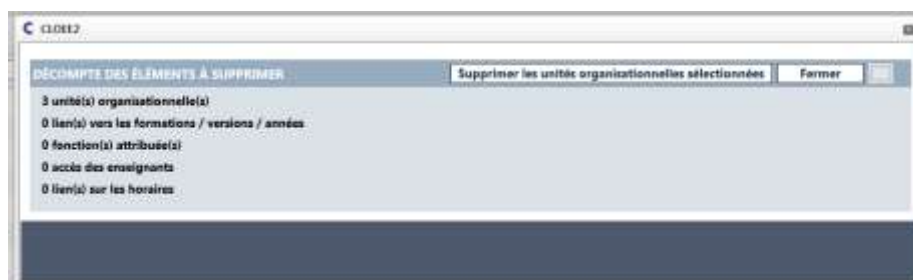 CLOEE2
DÉCOMPTE DES ÉLÉMENTS À SUPPRIMER
Supprimer les unités organisationnelles sélectionnées
Fermer
3 unité(s) organisationnelle(s)
0 lien(s) vers les formations / versions / années
0 fonction(s) attribuée(s)
0 accès des enseignants
0 lien(s) sur les horaires